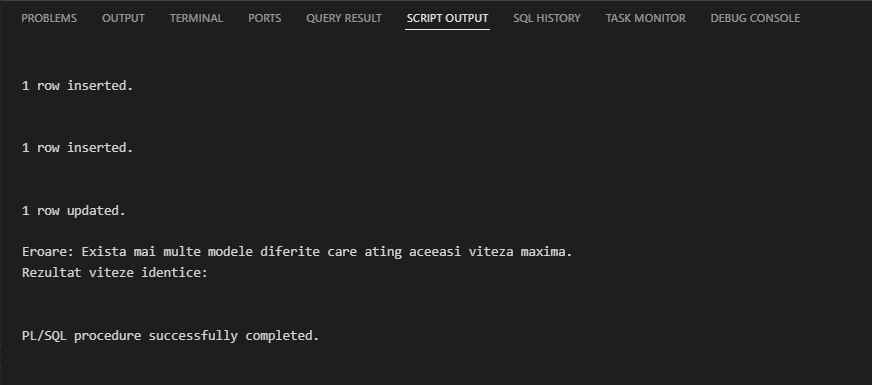 PROBLEMS OUTPUT TERMINAL PORTS QUERY RESULT SCRIPT OUTPUT SQL HISTORY TASK MONITOR DEBUG CONSOLE
1 row inserted.
1 row inserted.
1 row updated.
Eroare: Exista mai multe modele diferite care ating aceeasi viteza maxima.
Rezultat viteze identice:
PL/SQL procedure successfully completed.